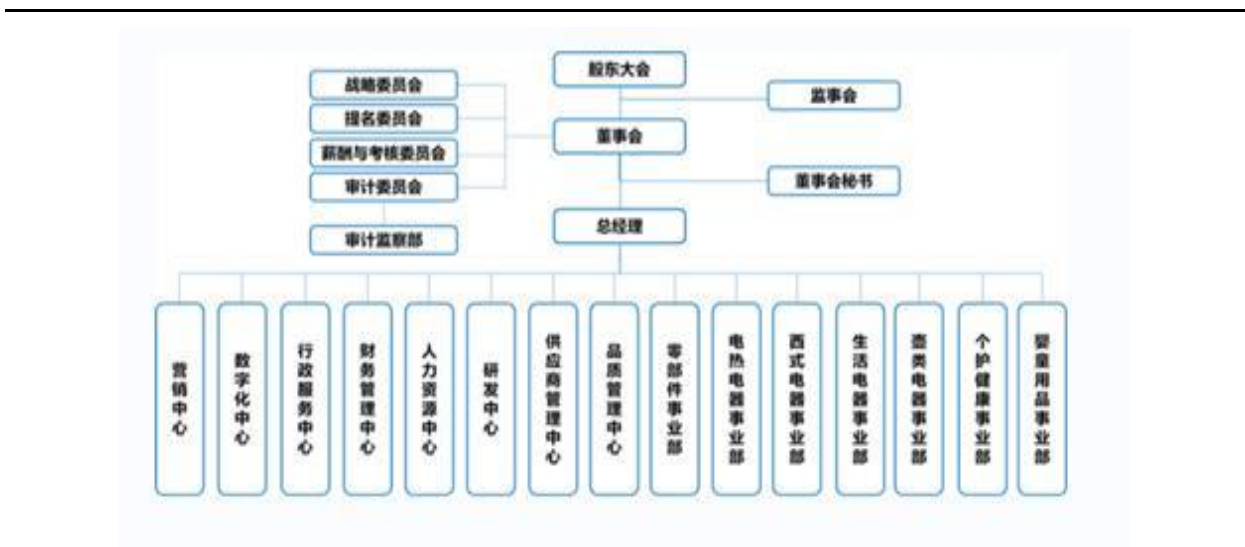 股东大会
战略委员会
监事会
提名委员会
董事会
薪酬与考核委员会
审计委员会
董事会秘书
总经理
审计监察部
营销中心
数字化中心
行政服务中心
财务管理中心
人力资源中心
研发中心
供应商管理中心
品质管理中心
零部件事业部
电热电器事业部
西式电器事业部
生活电器事业部
壶类电器事业部
个护健康事业部
婴童用品事业部